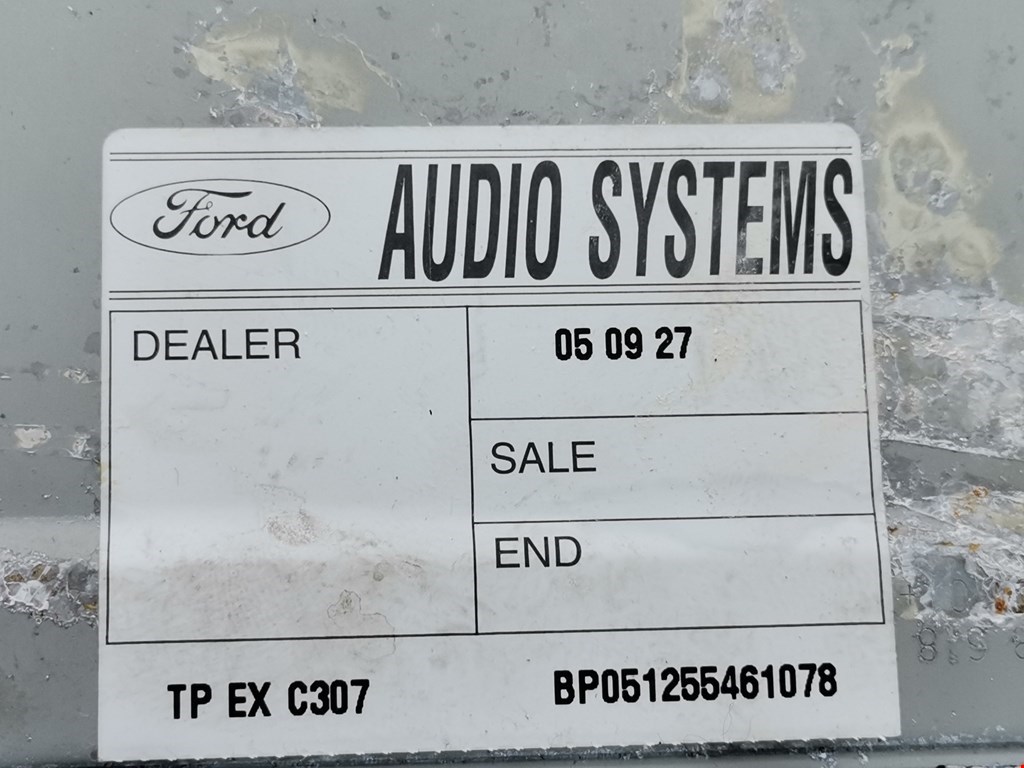 Ford AUDIO SYSTEMS
DEALER
05 09 27
SALE
END
TP EX C307
BP051255461078